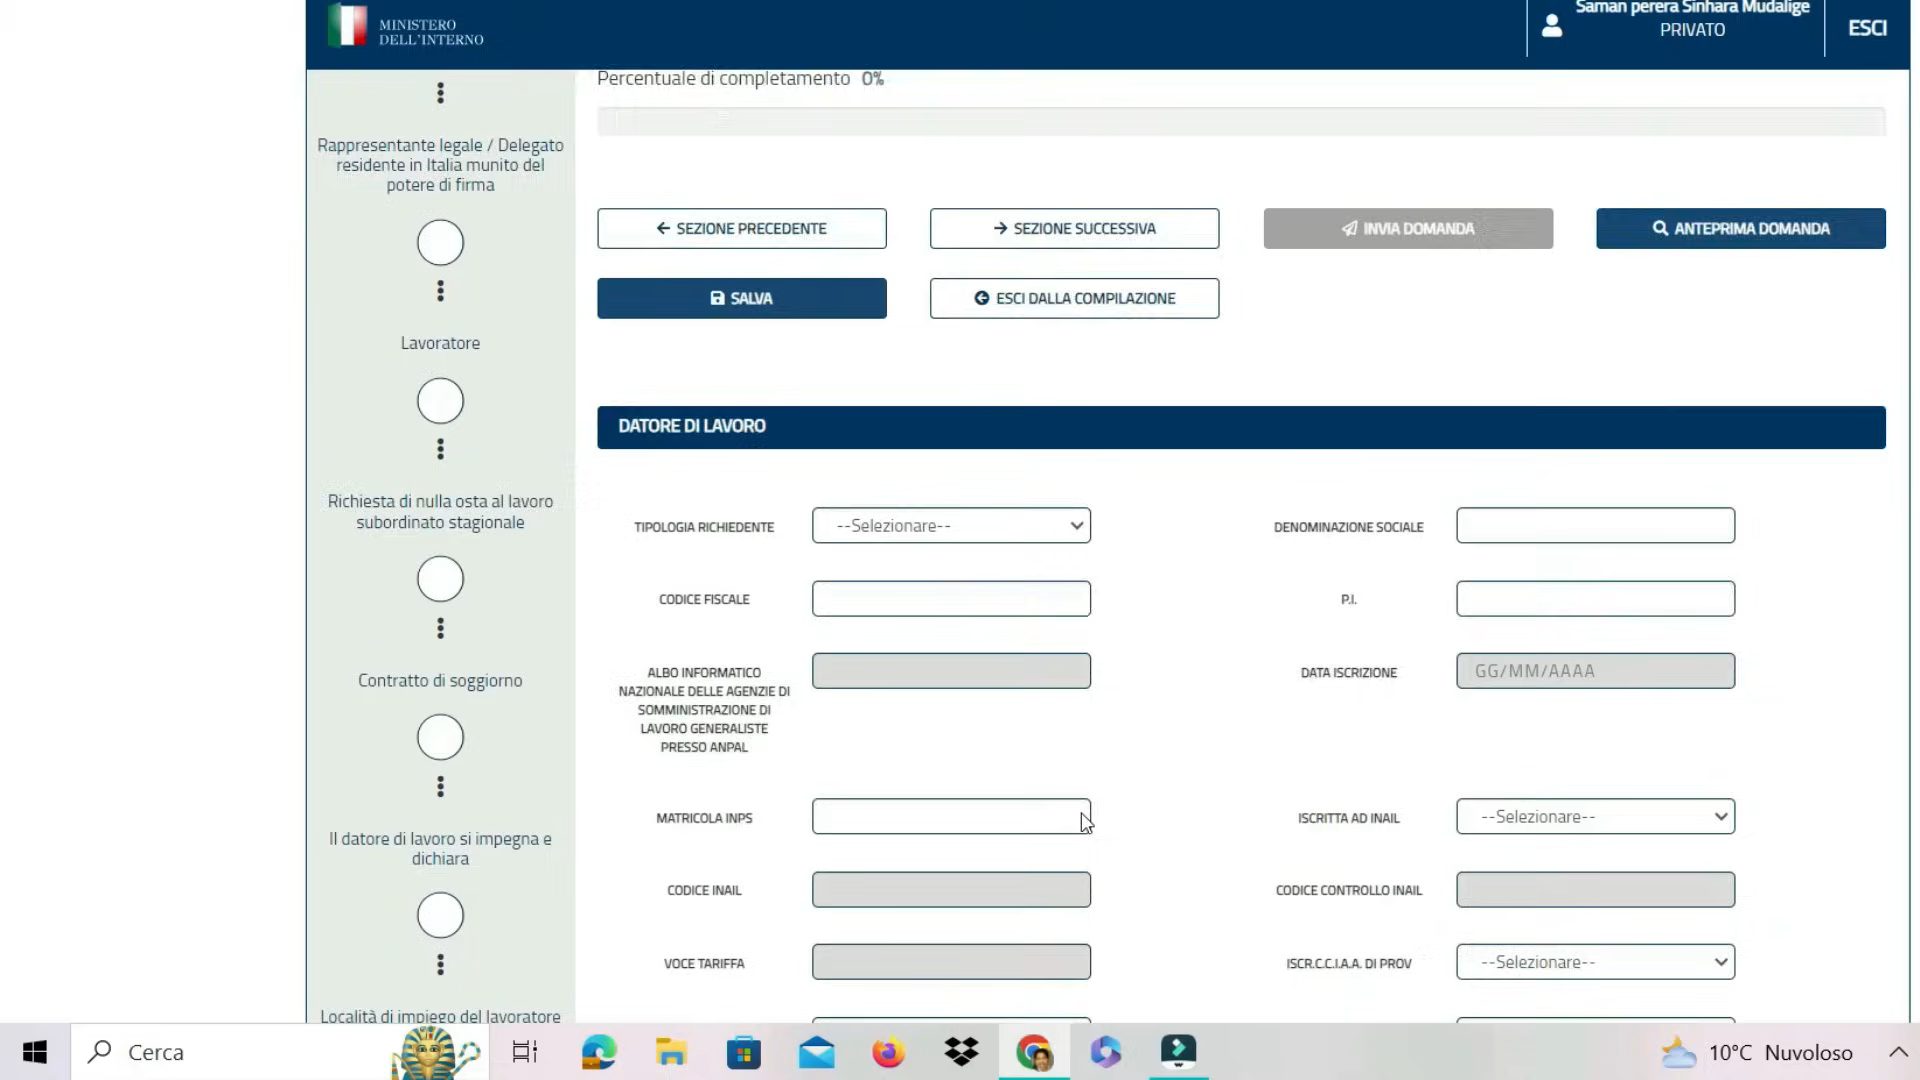 MINISTERO
DELL'INTERNO
Saman perera Sinhara Mudalige
PRIVATO
ESCI
Percentuale di completamento 0%
Rappresentante legale / Delegato
residente in Italia munito del
potere di firma
Lavoratore
Richiesta di nulla osta al lavoro
subordinato stagionale
Contratto di soggiorno
Il datore di lavoro si impegna e
dichiara
Località di impiego del lavoratore
SEZIONE PRECEDENTE
SEZIONE SUCCESSIVA
INVIA DOMANDA
ANTEPRIMA DOMANDA
SALVA
ESCI DALLA COMPILAZIONE
DATORE DI LAVORO
TIPOLOGIA RICHIEDENTE
--Selezionare--
DENOMINAZIONE SOCIALE
CODICE FISCALE
P.I.
ALBO INFORMATICO
NAZIONALE DELLE AGENZIE DI
SOMMINISTRAZIONE DI
LAVORO GENERALISTE
PRESSO ANPAL
DATA ISCRIZIONE
GG/MM/AAAA
MATRICOLA INPS
ISCRITTA AD INAIL
--Selezionare--
CODICE INAIL
CODICE CONTROLLO INAIL
VOCE TARIFFA
ISCR.C.C.I.A.A. DI PROV
--Selezionare--
Cerca
10°C Nuvoloso